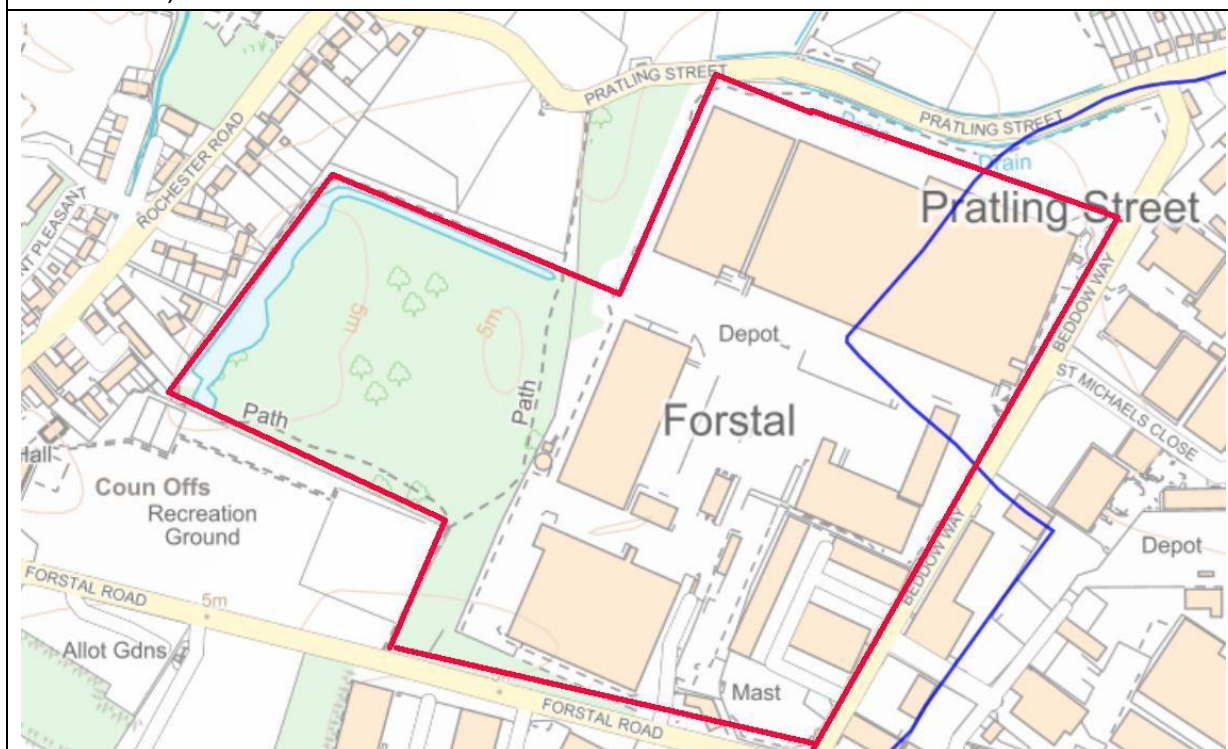 PRATLING STREET
PRATLING STREET
ROCHESTER ROAD
Drain
Drain
Pratling Street
5m
5m
Depot
BEDDOW WAY
ST MICHAELS CLOSE
Path
Path
Forstal
Coun Offs
Recreation
Ground
BEDDOW WAY
Depot
FORSTAL ROAD
5m
Allot Gdns
Mast
FORSTAL ROAD